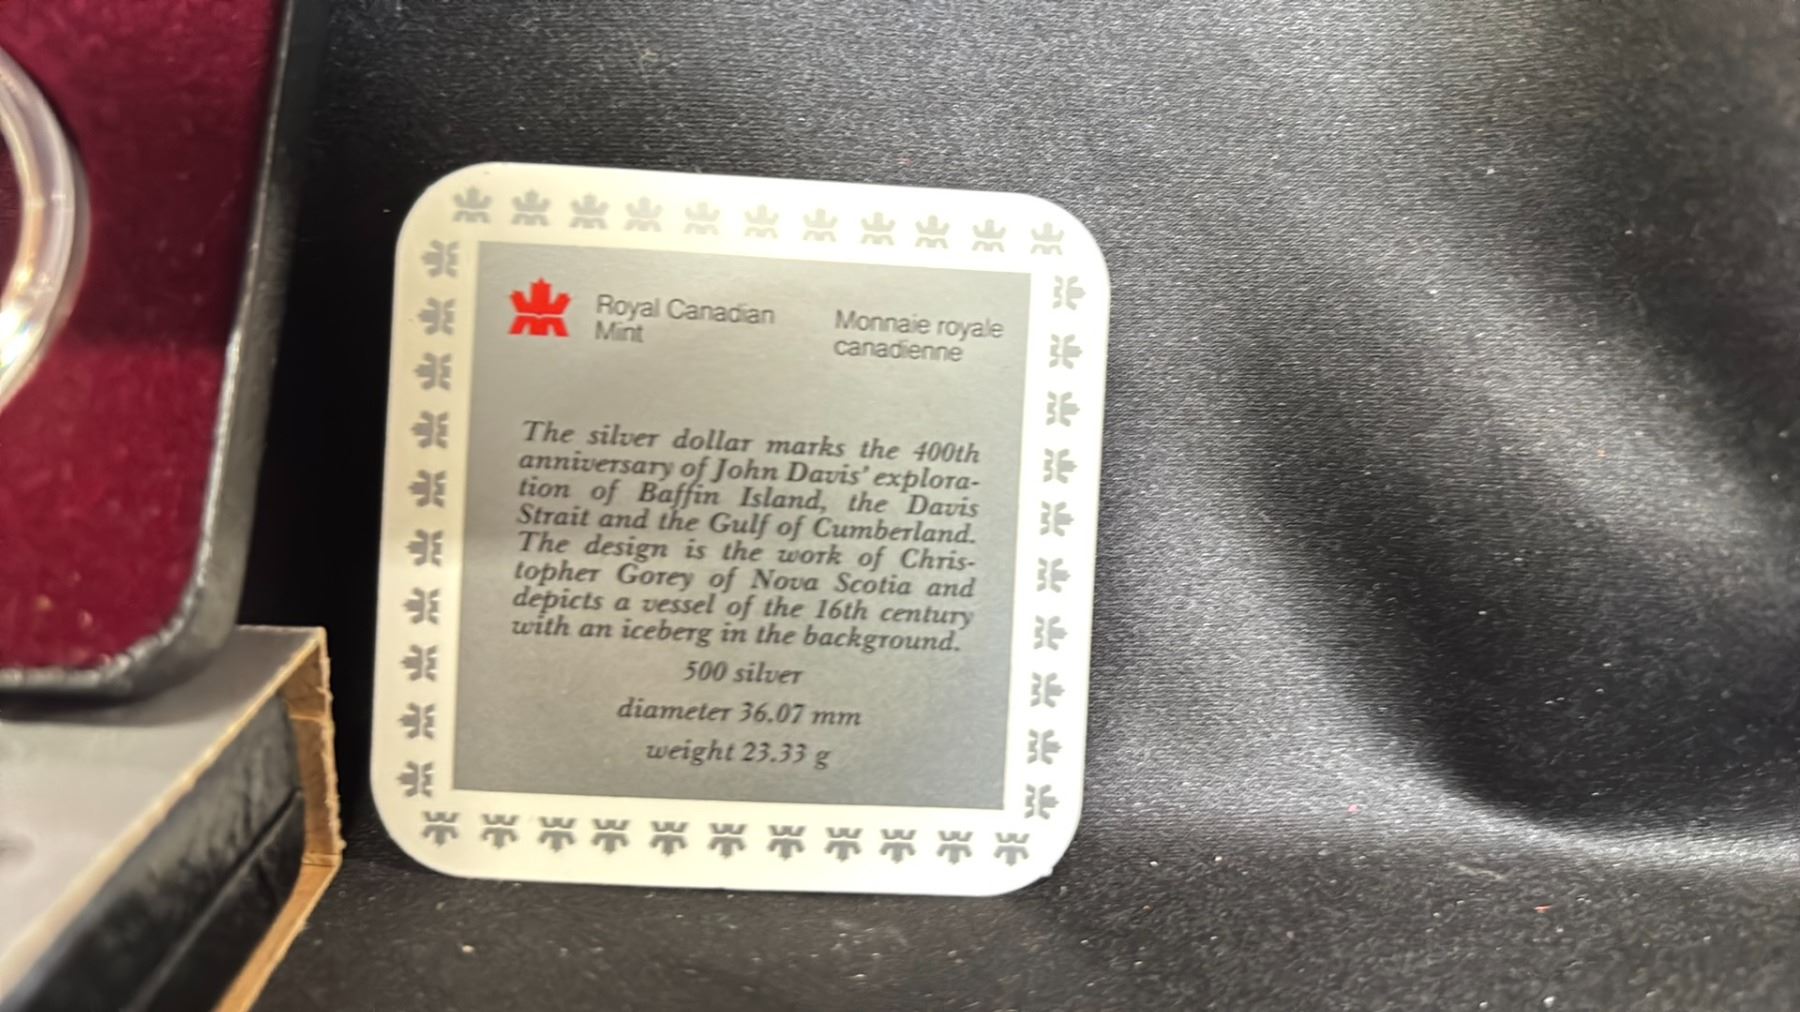 Royal Canadian
Mint
Monnaie royale
canadienne
The silver dollar marks the 400th
anniversary of John Davis' explora-
tion of Baffin Island, the Davis
Strait and the Gulf of Cumberland.
The design is the work of Chris-
topher Gorey of Nova Scotia and
depicts a vessel of the 16th century
with an iceberg in the background.
500 silver
diameter 36.07 mm
weight 23.33 g